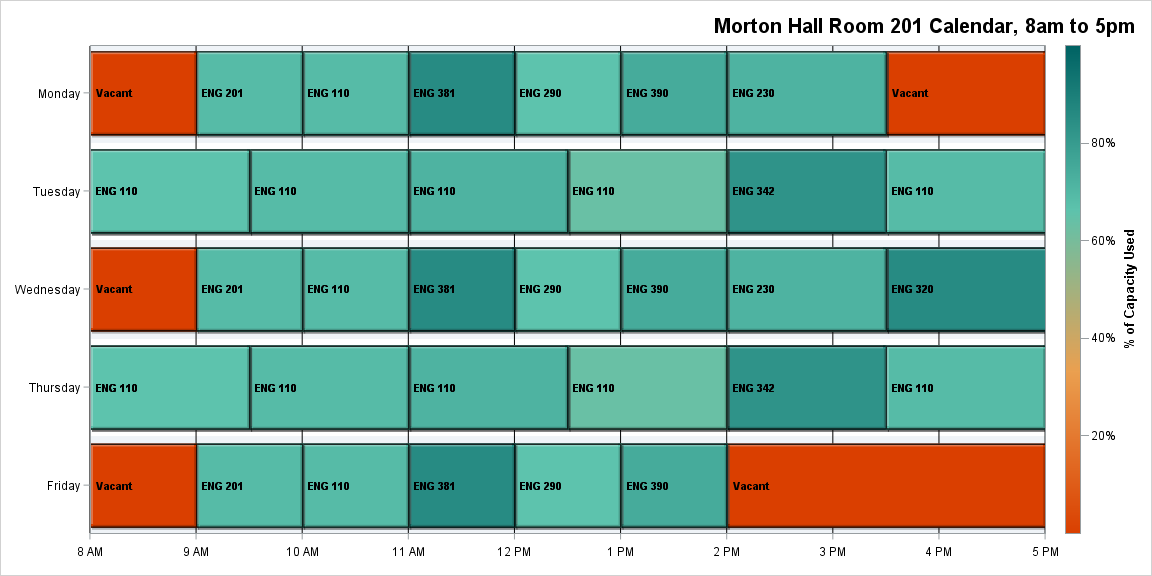 Morton Hall Room 201 Calendar, 8am to 5pm
Monday
Vacant
ENG 201
ENG 110
ENG 381
ENG 290
ENG 390
ENG 230
Vacant
Tuesday
ENG 110
ENG 110
ENG 110
ENG 110
ENG 342
ENG 110
Wednesday
Vacant
ENG 201
ENG 110
ENG 381
ENG 290
ENG 390
ENG 230
ENG 320
Thursday
ENG 110
ENG 110
ENG 110
ENG 110
ENG 342
ENG 110
Friday
Vacant
ENG 201
ENG 110
ENG 381
ENG 290
ENG 390
Vacant
8 AM
9 AM
10 AM
11 AM
12 PM
1 PM
2 PM
3 PM
4 PM
5 PM
80%
60%
40%
20%
% of Capacity Used